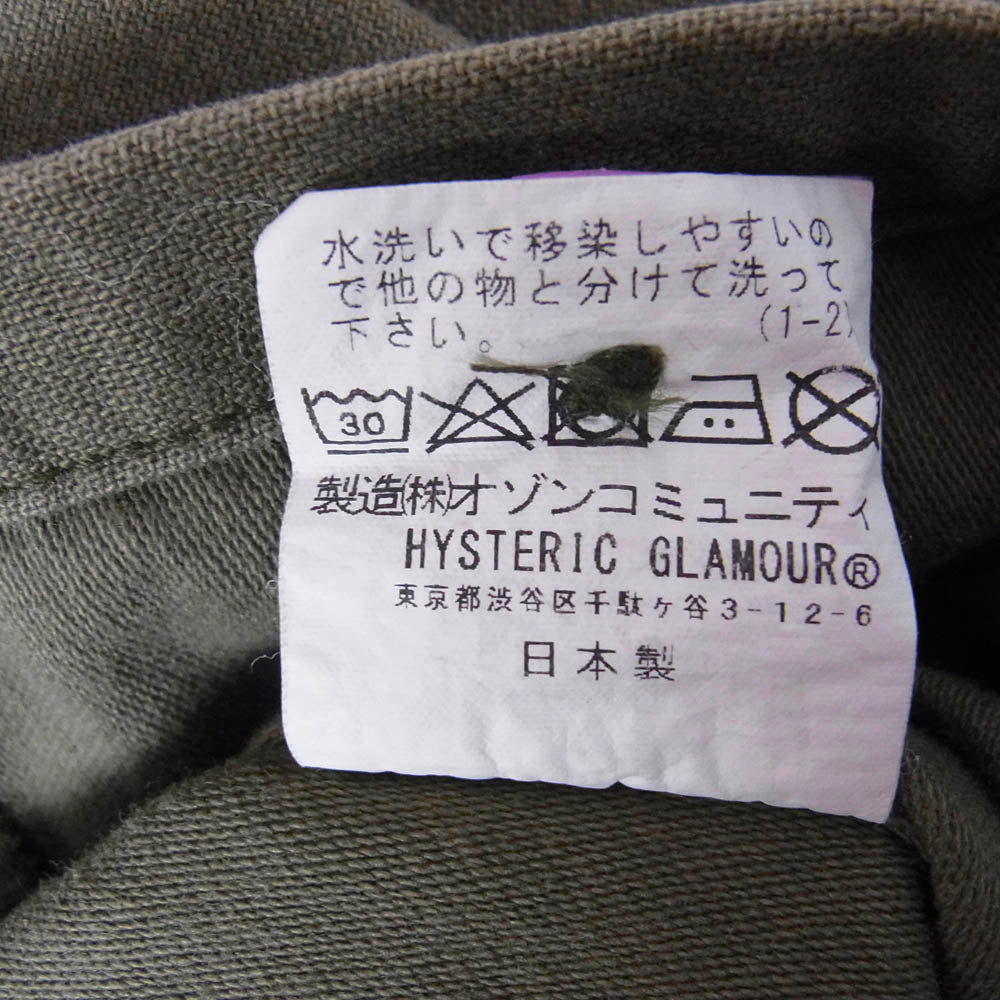 水洗いで移染しやすいの
で他の物と分けて洗って
下さい。 (1-2)
30
製造(株)オゾンコミュニティ
HYSTERIC GLAMOUR®
東京都渋谷区千駄ヶ谷3-12-6
日本製